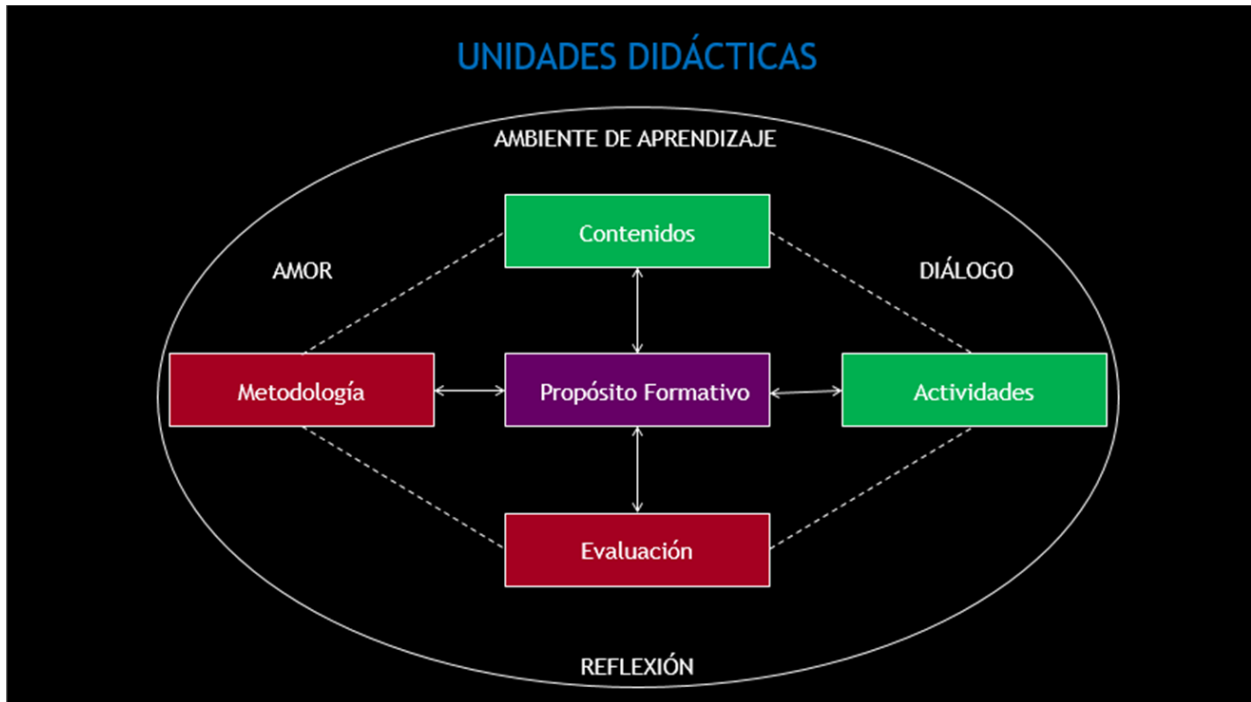 UNIDADES DIDÁCTICAS
AMBIENTE DE APRENDIZAJE
Contenidos
AMOR
DIÁLOGO
Metodología
Propósito Formativo
Actividades
Evaluación
REFLEXIÓN